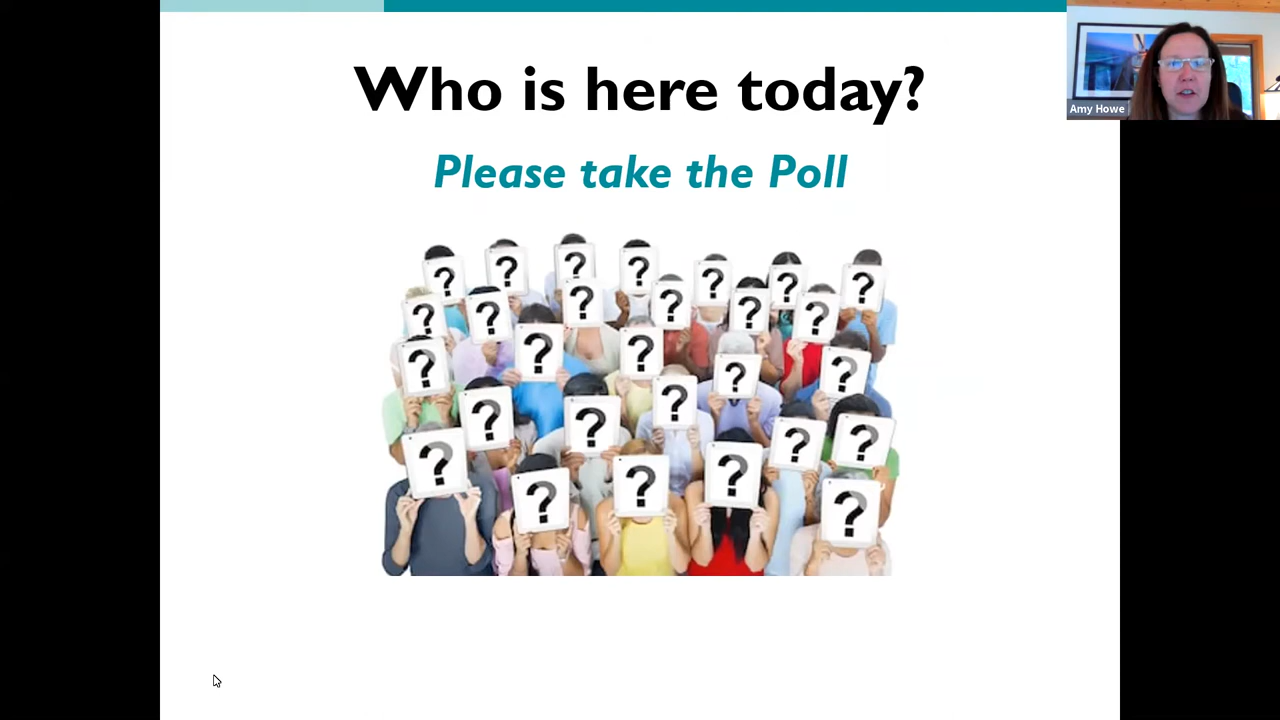 Who is here today?
Please take the Poll
Amy Howe
? ? ? ? ? ? ?
? ? ? ? ? ?
? ? ? ? ?
? ? ? ? ?
? ? ? ? ?